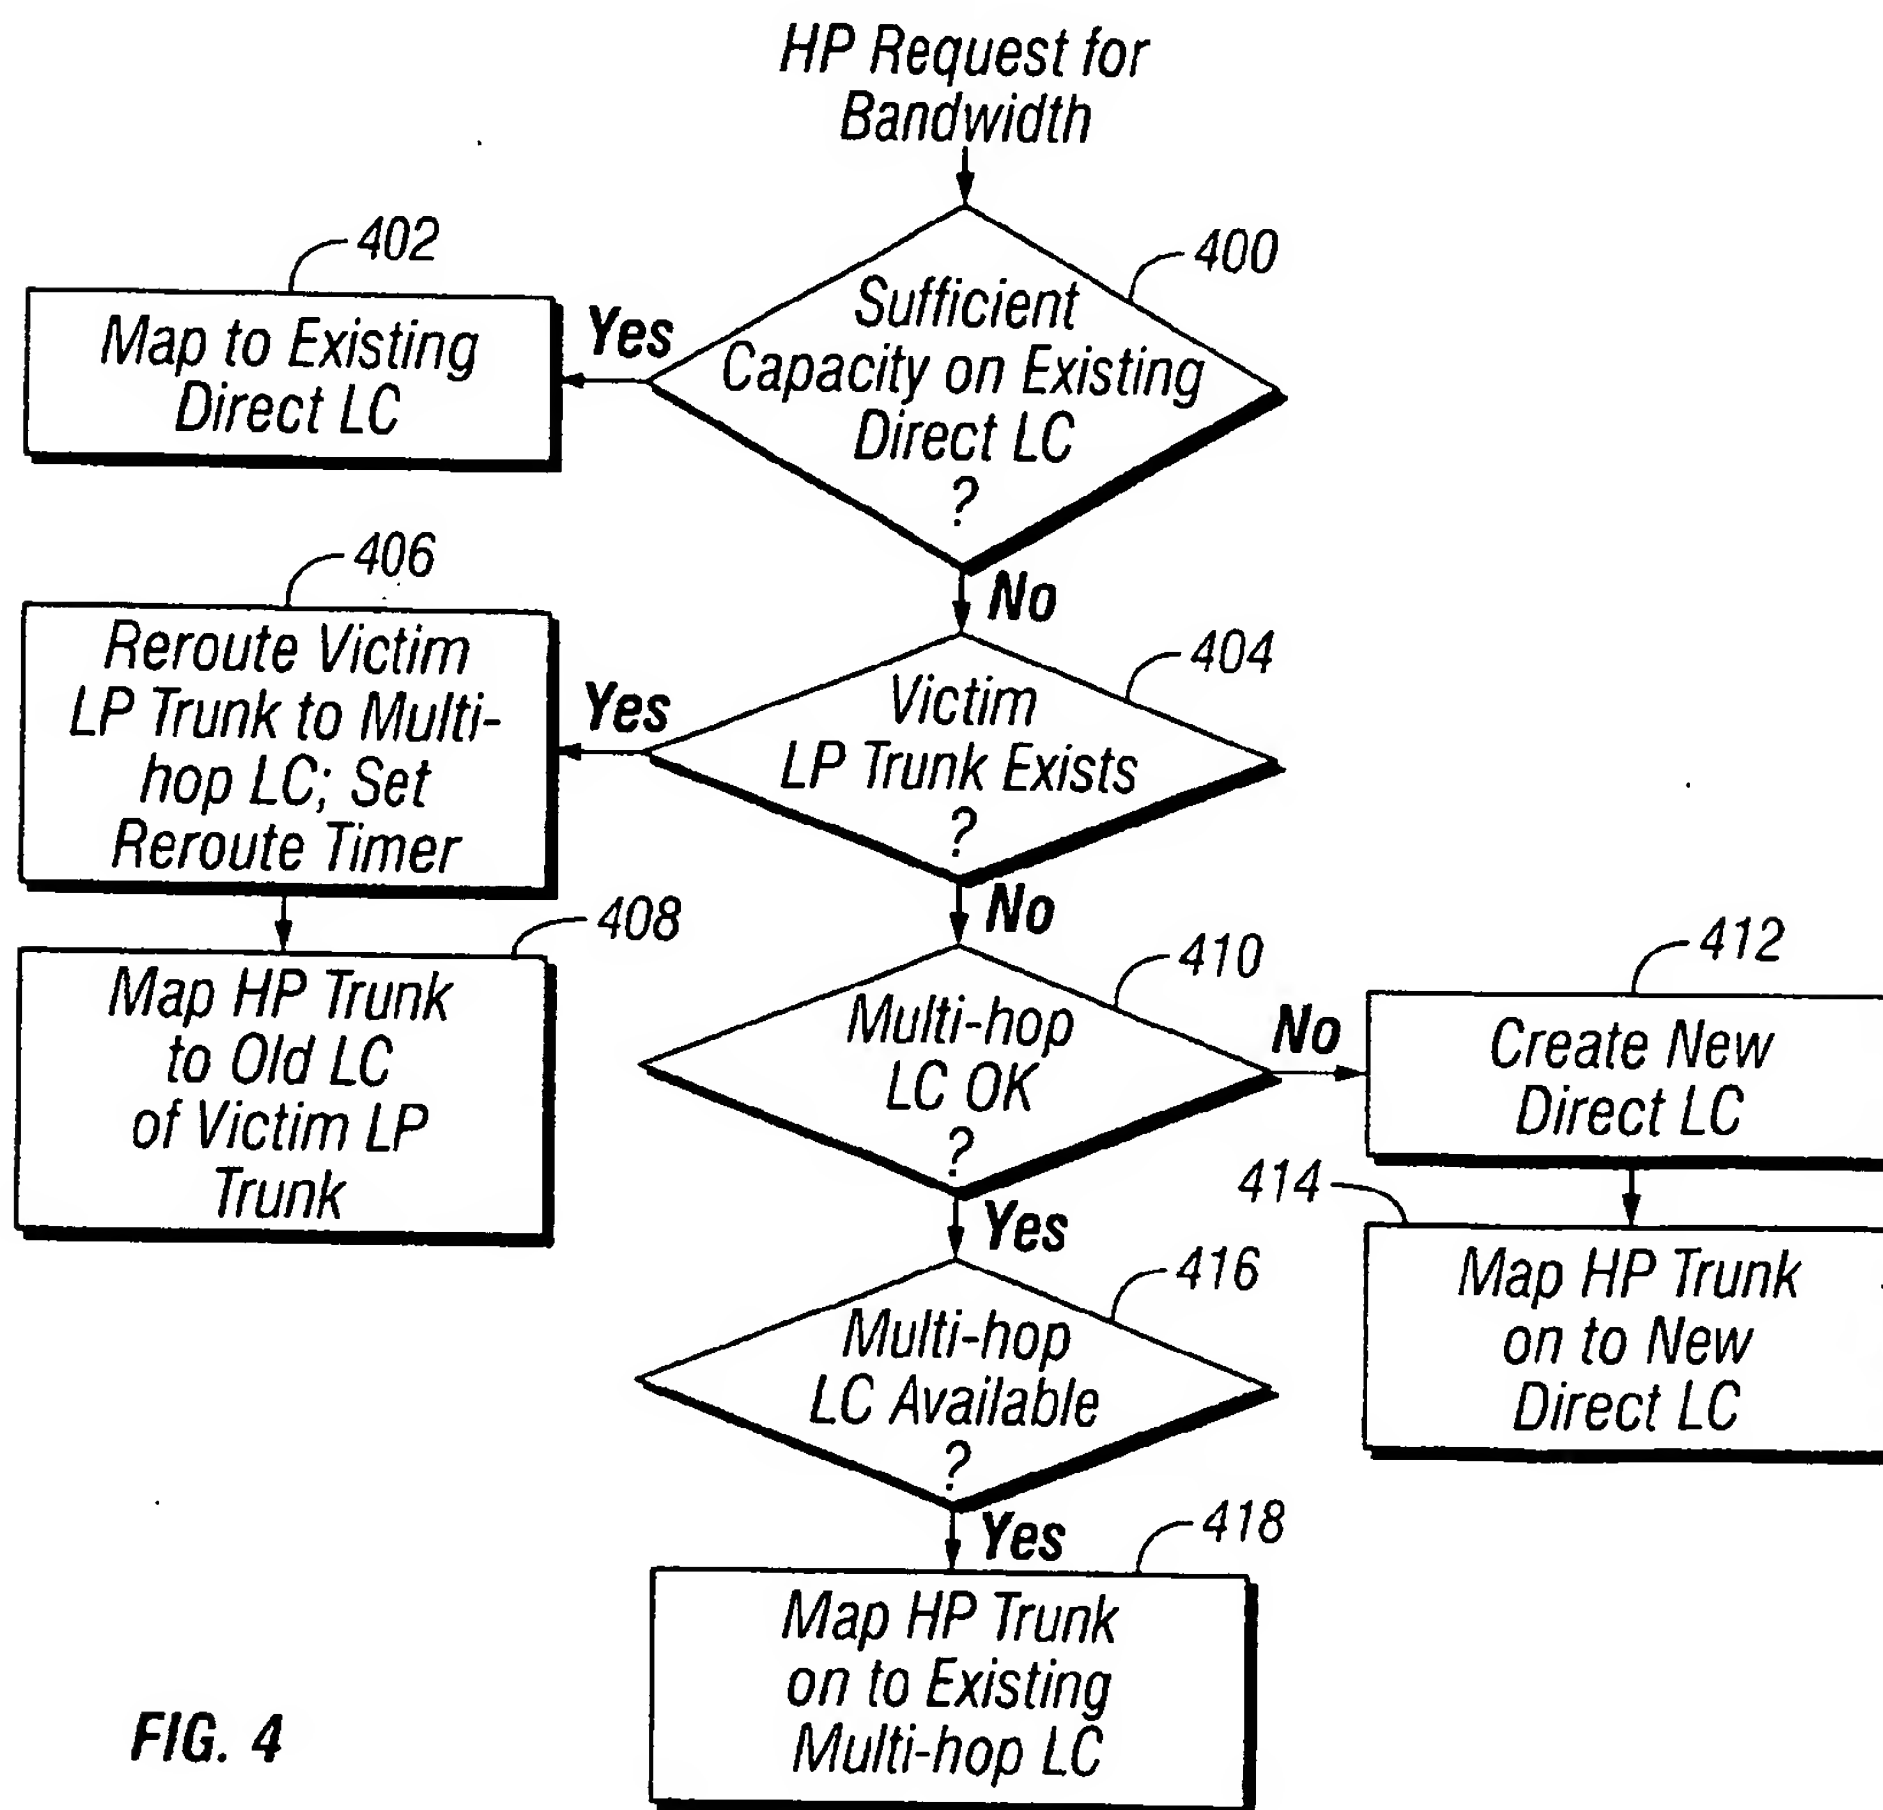 HP Request for
Bandwidth
402
400
Map to Existing
Direct LC
Yes
Sufficient
Capacity on Existing
Direct LC
?
No
406
404
Reroute Victim
LP Trunk to Multi-
hop LC; Set
Reroute Timer
Yes
Victim
LP Trunk Exists
?
No
408
Map HP Trunk
to Old LC
of Victim LP
Trunk
410
Multi-hop
LC OK
?
No
412
Create New
Direct LC
Yes
414
Map HP Trunk
on to New
Direct LC
416
Multi-hop
LC Available
?
Yes
418
Map HP Trunk
on to Existing
Multi-hop LC
FIG. 4